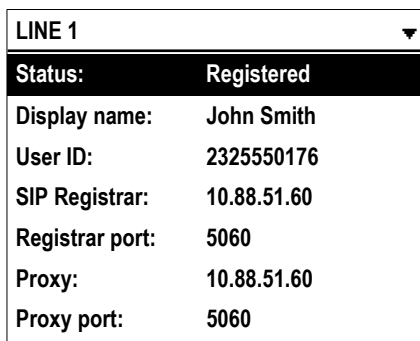 LINE 1
Status: Registered
Display name: John Smith
User ID: 2325550176
SIP Registrar: 10.88.51.60
Registrar port: 5060
Proxy: 10.88.51.60
Proxy port: 5060